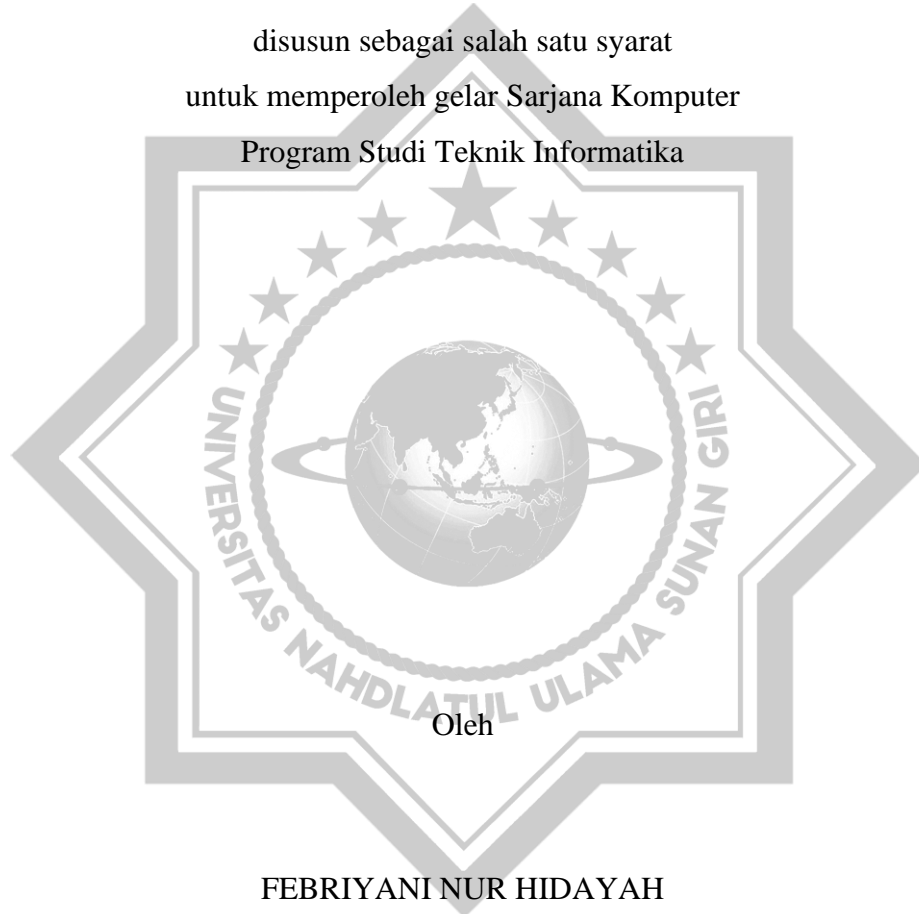 disusun sebagai salah satu syarat
untuk memperoleh gelar Sarjana Komputer
Program Studi Teknik Informatika
UNIVERSITAS NAHDLATUL ULAMA SUNAN GIRI
Oleh
FEBRIYANI NUR HIDAYAH